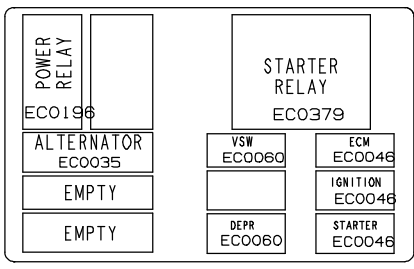 POWER
RELAY
EC0196
STARTER
RELAY
EC0379
ALTERNATOR
EC0035
VSW
EC0060
ECM
EC0046
EMPTY
IGNITION
EC0046
EMPTY
DEPR
EC0060
STARTER
EC0046